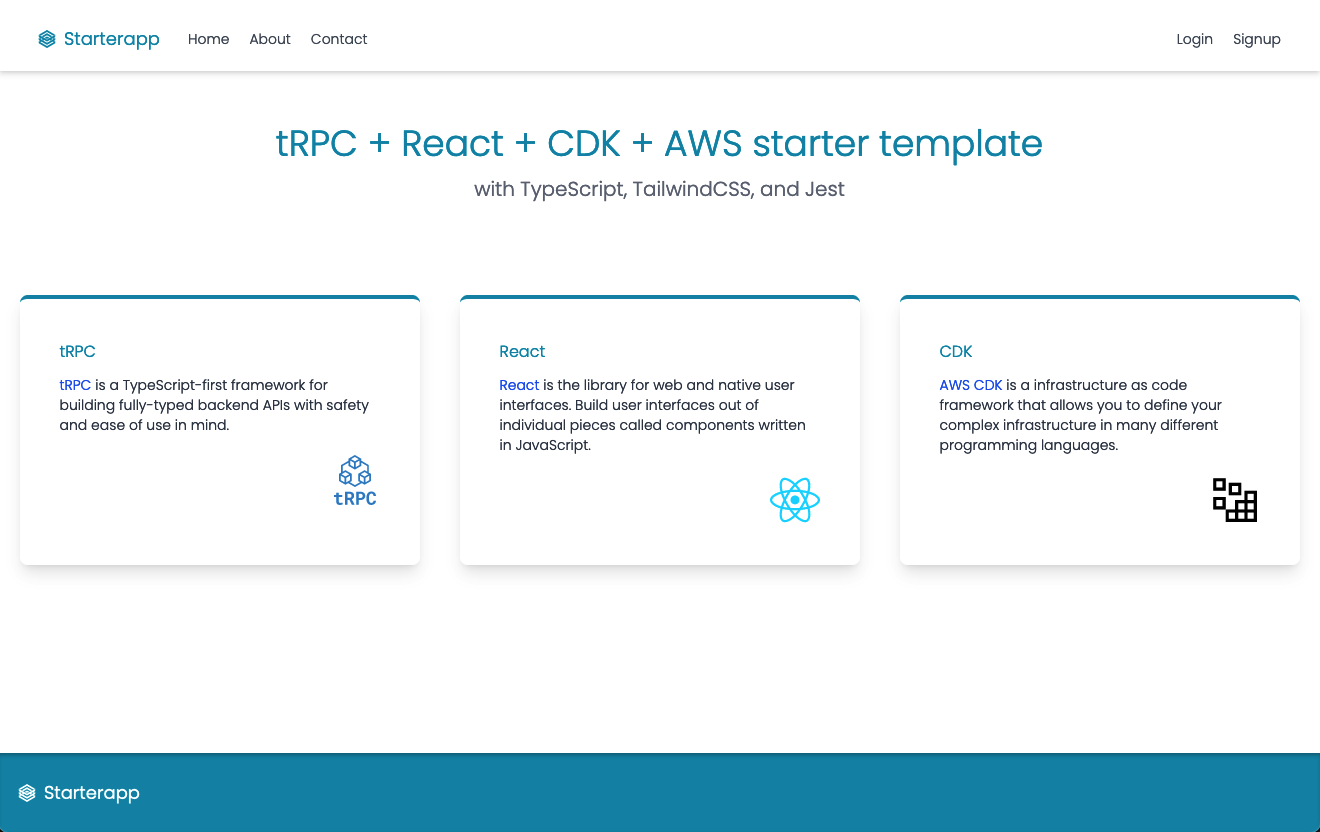 Starterapp Home About Contact Login Signup
tRPC + React + CDK + AWS starter template
with TypeScript, TailwindCSS, and Jest
tRPC
tRPC is a TypeScript-first framework for
building fully-typed backend APIs with safety
and ease of use in mind.
tRPC
React
React is the library for web and native user
interfaces. Build user interfaces out of
individual pieces called components written
in JavaScript.
CDK
AWS CDK is a infrastructure as code
framework that allows you to define your
complex infrastructure in many different
programming languages.
Starterapp